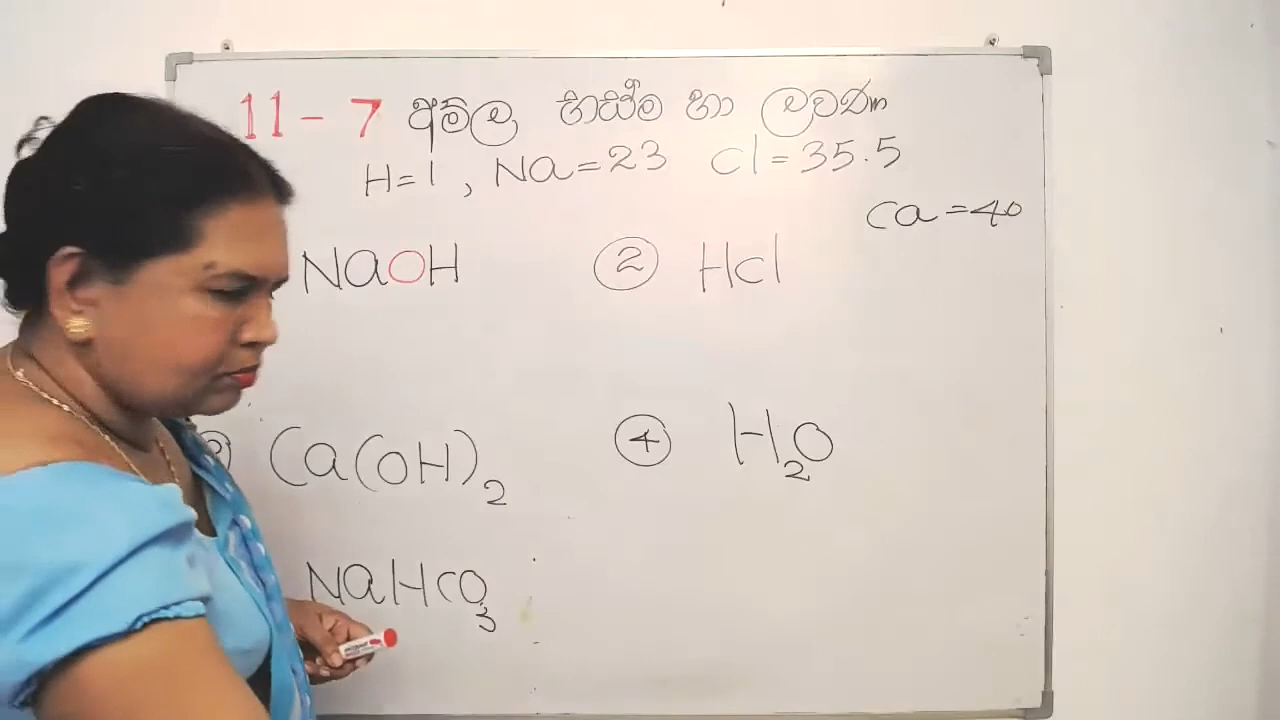 11 - 7 අම්ල භස්ම හා ලවණ
H=1, Na=23 Cl=35.5
Ca=40
NaOH ② HCl
Ca(OH)₂ ④ H₂O
NaHCO₃